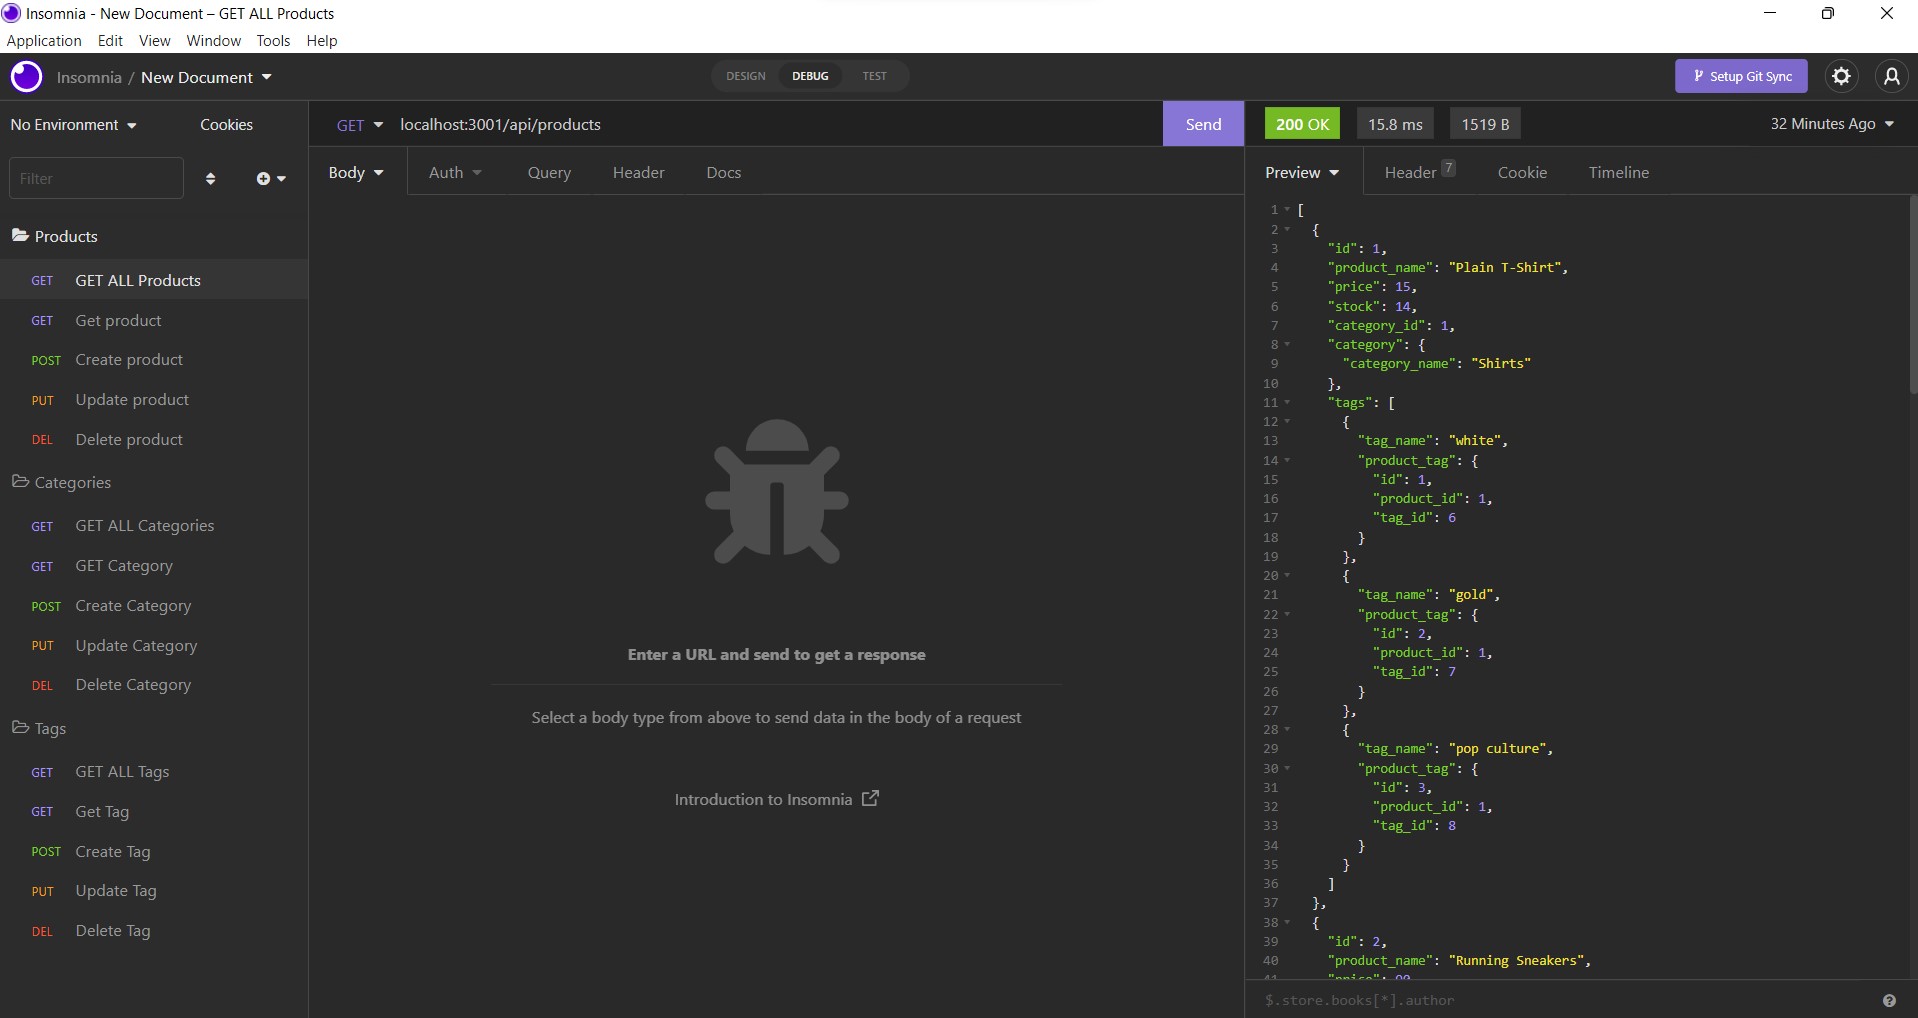 Insomnia - New Document – GET ALL Products
Application Edit View Window Tools Help
Insomnia / New Document
DESIGN DEBUG TEST
Setup Git Sync
No Environment Cookies
Filter
Products
GET GET ALL Products
GET Get product
POST Create product
PUT Update product
DEL Delete product
Categories
GET GET ALL Categories
GET GET Category
POST Create Category
PUT Update Category
DEL Delete Category
Tags
GET GET ALL Tags
GET Get Tag
POST Create Tag
PUT Update Tag
DEL Delete Tag
GET localhost:3001/api/products Send
Body Auth Query Header Docs
Enter a URL and send to get a response
Select a body type from above to send data in the body of a request
Introduction to Insomnia
200 OK 15.8 ms 1519 B 32 Minutes Ago
Preview Header 7 Cookie Timeline
1 [
2 {
3 "id": 1,
4 "product_name": "Plain T-Shirt",
5 "price": 15,
6 "stock": 14,
7 "category_id": 1,
8 "category": {
9 "category_name": "Shirts"
10 },
11 "tags": [
12 {
13 "tag_name": "white",
14 "product_tag": {
15 "id": 1,
16 "product_id": 1,
17 "tag_id": 6
18 }
19 },
20 {
21 "tag_name": "gold",
22 "product_tag": {
23 "id": 2,
24 "product_id": 1,
25 "tag_id": 7
26 }
27 },
28 {
29 "tag_name": "pop culture",
30 "product_tag": {
31 "id": 3,
32 "product_id": 1,
33 "tag_id": 8
34 }
35 }
36 ]
37 },
38 {
39 "id": 2,
40 "product_name": "Running Sneakers",
$.store.books[*].author